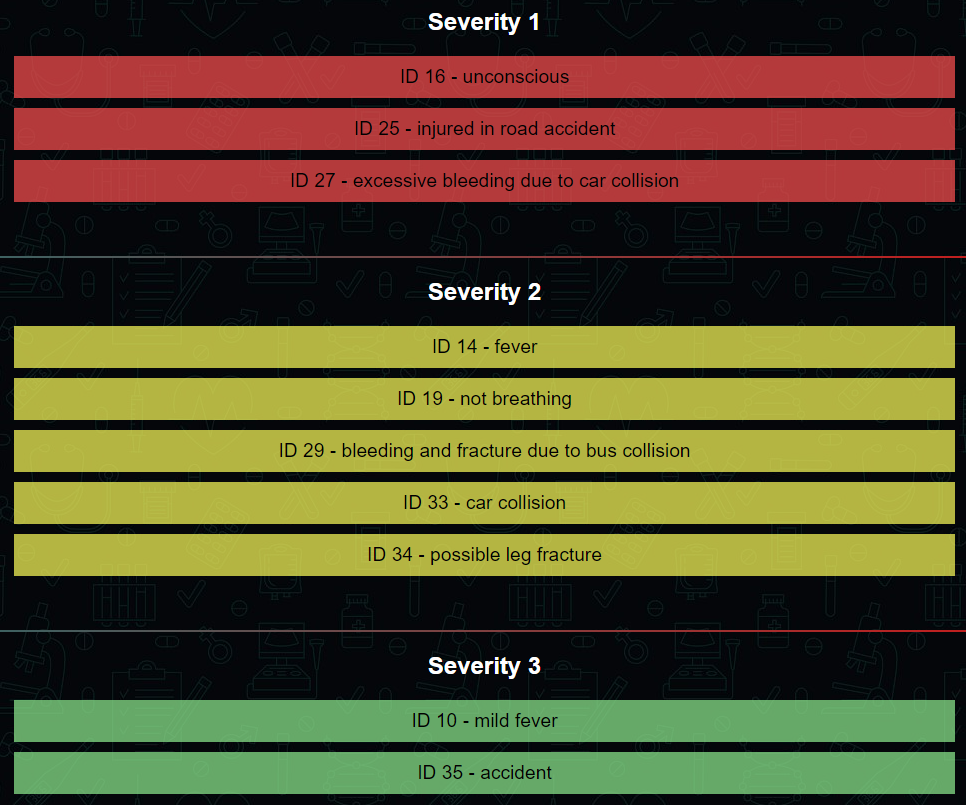 Severity 1
ID 16 - unconscious
ID 25 - injured in road accident
ID 27 - excessive bleeding due to car collision
Severity 2
ID 14 - fever
ID 19 - not breathing
ID 29 - bleeding and fracture due to bus collision
ID 33 - car collision
ID 34 - possible leg fracture
Severity 3
ID 10 - mild fever
ID 35 - accident